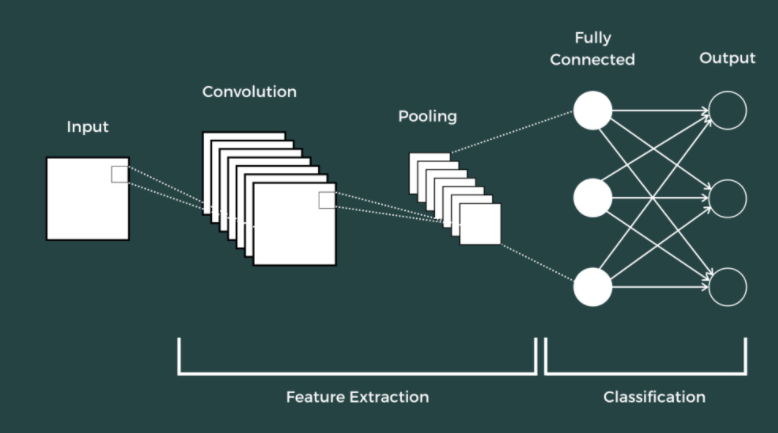 Fully
Connected
Output
Convolution
Pooling
Input
Feature Extraction
Classification